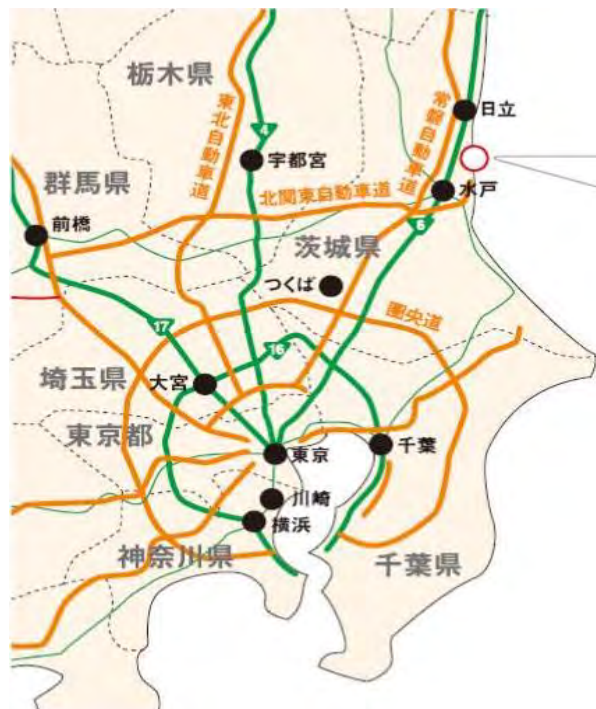 栃木県
東北自動車道
4
常磐自動車道
日立
宇都宮
群馬県
北関東自動車道
水戸
前橋
6
茨城県
つくば
圏央道
17
16
埼玉県
大宮
東京都
千葉
東京
川崎
横浜
神奈川県
千葉県